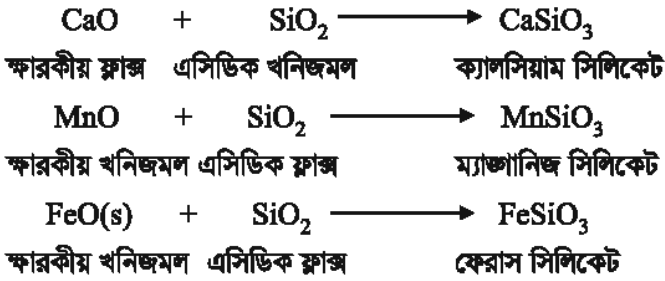 CaO + SiO₂ ⟶ CaSiO₃
ক্ষারকীয় ফ্লাক্স এসিডিক খনিজমল ক্যালসিয়াম সিলিকেট
MnO + SiO₂ ⟶ MnSiO₃
ক্ষারকীয় খনিজমল এসিডিক ফ্লাক্স ম্যাঙ্গানিজ সিলিকেট
FeO(s) + SiO₂ ⟶ FeSiO₃
ক্ষারকীয় খনিজমল এসিডিক ফ্লাক্স ফেরাস সিলিকেট